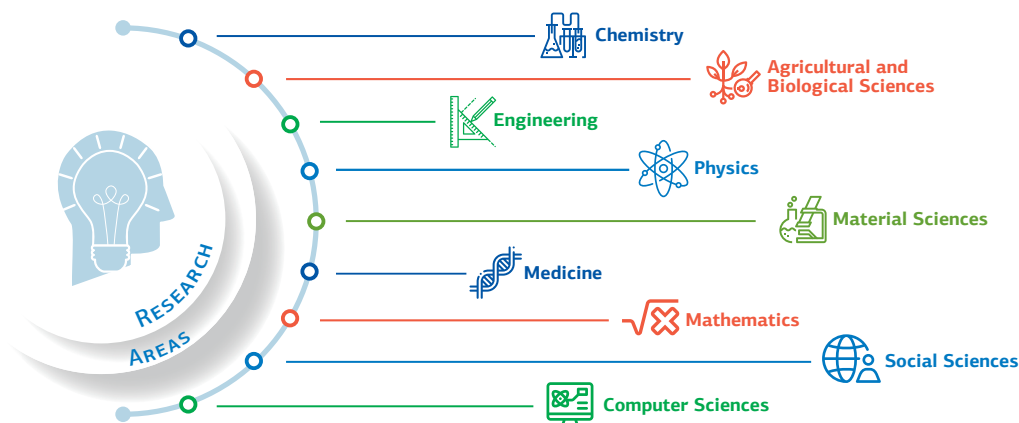 Chemistry
Agricultural and
Biological Sciences
Engineering
Physics
Material Sciences
RESEARCH
AREAS
Medicine
Mathematics
Social Sciences
Computer Sciences